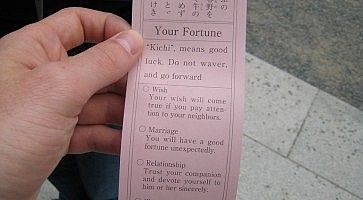 Your Fortune
"Kichi", means good
luck. Do not waver,
and go forward
○ Wish
Your wish will come
true if you pay atten-
tion to your neighbors.
○ Marriage
You will have a good
fortune unexpectedly.
○ Relationship
Trust your companion
and devote yourself to
him or her sincerely.